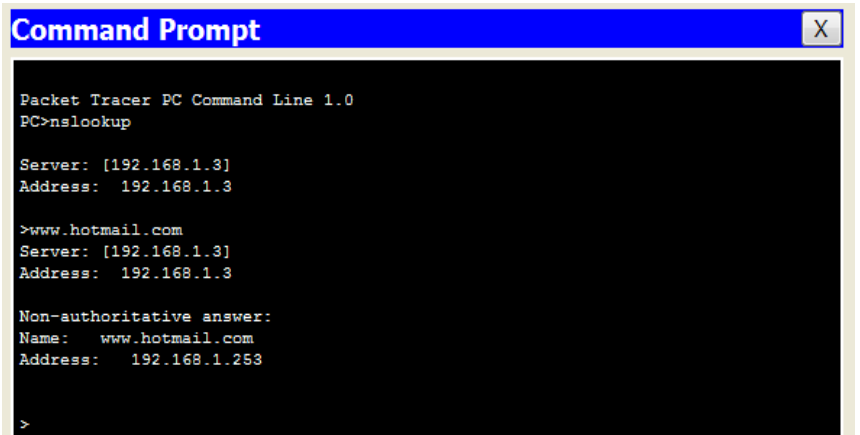 Command Prompt
X
Packet Tracer PC Command Line 1.0
PC>nslookup
Server: [192.168.1.3]
Address:  192.168.1.3
>www.hotmail.com
Server: [192.168.1.3]
Address:  192.168.1.3
Non-authoritative answer:
Name:   www.hotmail.com
Address:   192.168.1.253
>